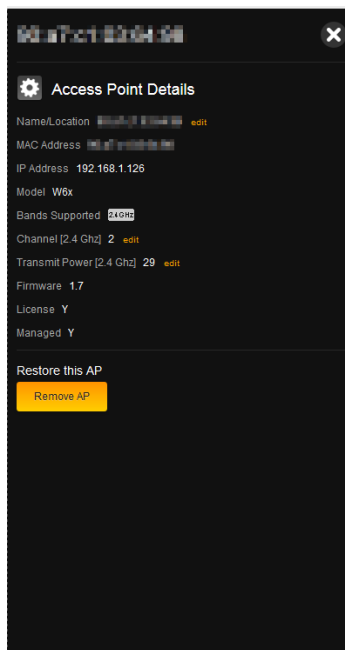 Access Point Details
Name/Location edit
MAC Address
IP Address 192.168.1.126
Model W6x
Bands Supported 2.4 GHz
Channel [2.4 Ghz] 2 edit
Transmit Power [2.4 Ghz] 29 edit
Firmware 1.7
License Y
Managed Y
Restore this AP
Remove AP